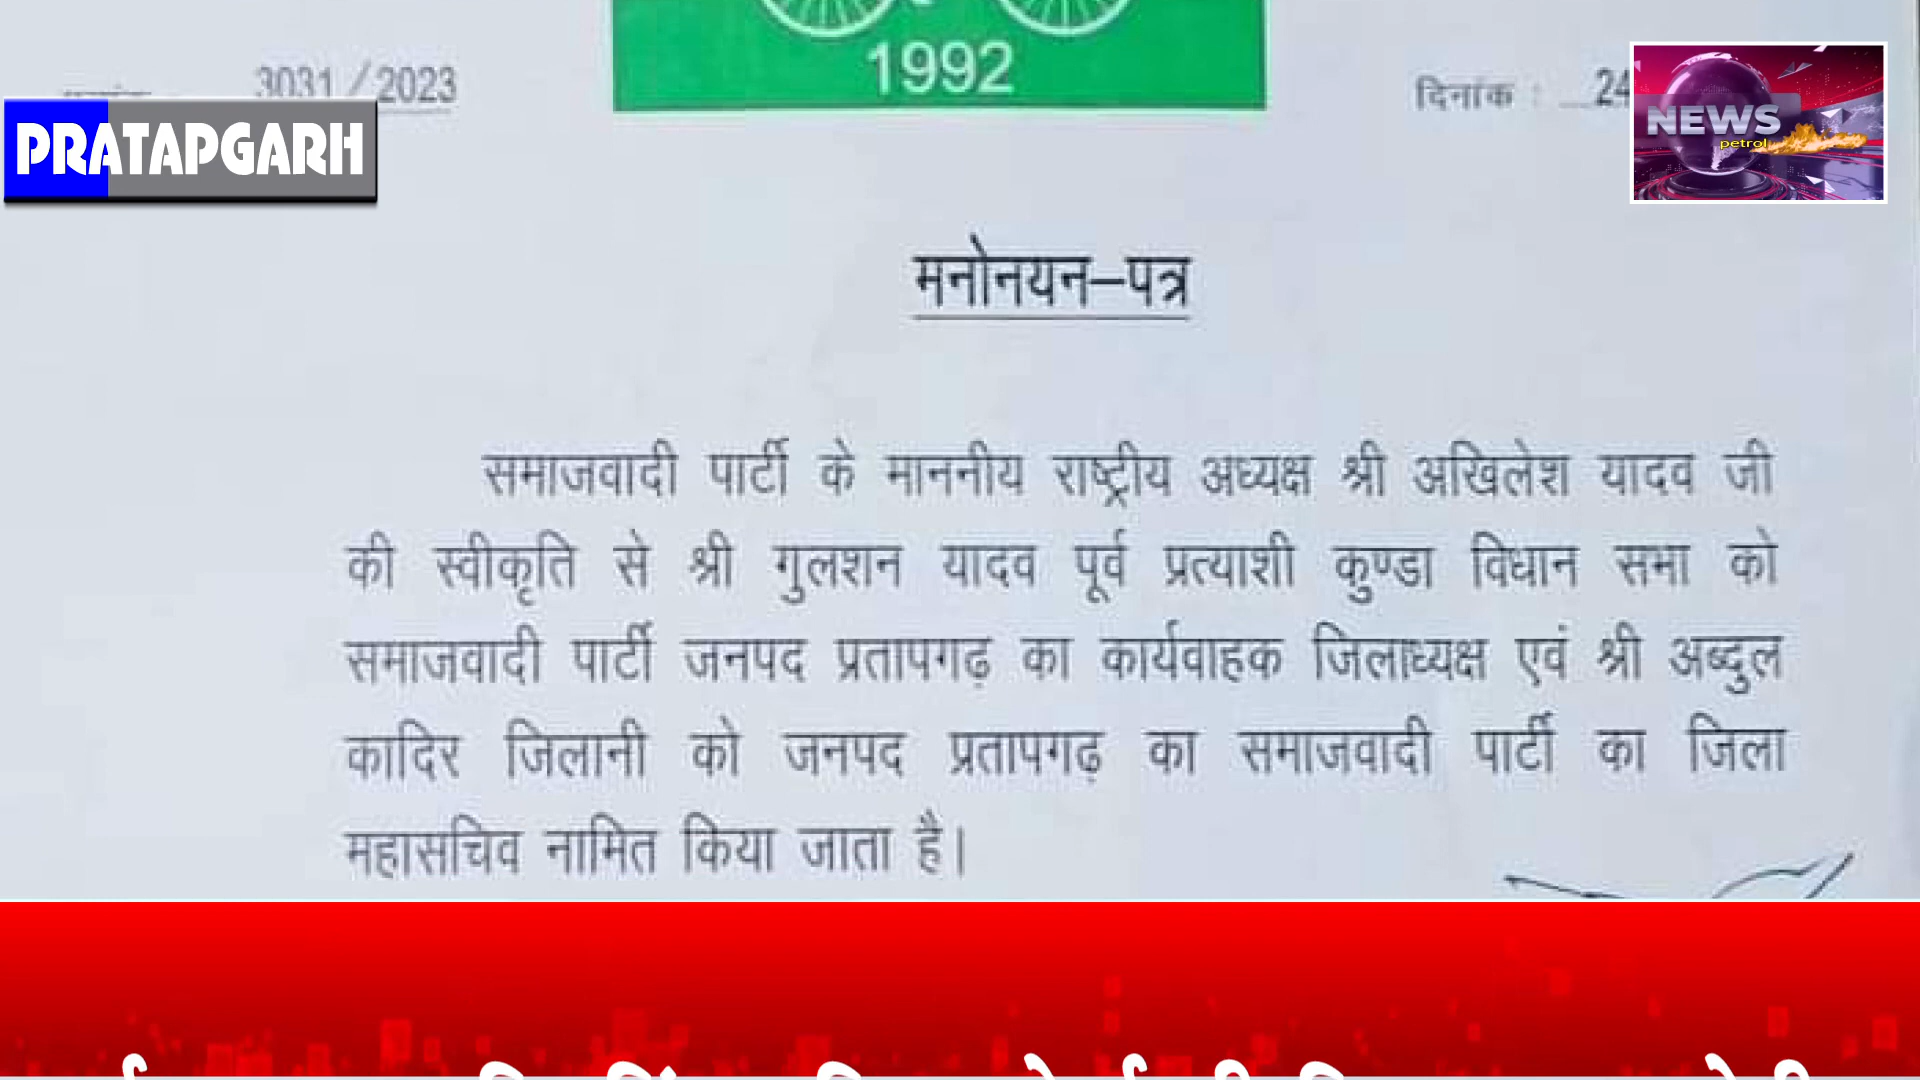 1992
3031/2023
दिनांक : 24
PRATAPGARH
NEWS
petrol
मनोनयन–पत्र
समाजवादी पार्टी के माननीय राष्ट्रीय अध्यक्ष श्री अखिलेश यादव जी
की स्वीकृति से श्री गुलशन यादव पूर्व प्रत्याशी कुण्डा विधान सभा को
समाजवादी पार्टी जनपद प्रतापगढ़ का कार्यवाहक जिलाध्यक्ष एवं श्री अब्दुल
कादिर जिलानी को जनपद प्रतापगढ़ का समाजवादी पार्टी का जिला
महासचिव नामित किया जाता है।